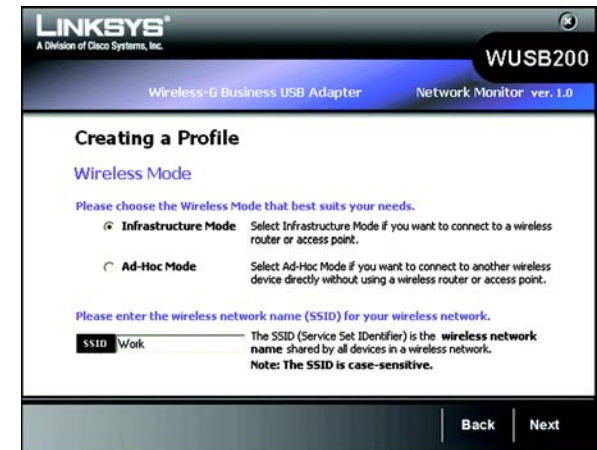 LINKSYS®
A Division of Cisco Systems, Inc.
WUSB200
Wireless-G Business USB Adapter
Network Monitor ver. 1.0
Creating a Profile
Wireless Mode
Please choose the Wireless Mode that best suits your needs.
Infrastructure Mode
Select Infrastructure Mode if you want to connect to a wireless
router or access point.
Ad-Hoc Mode
Select Ad-Hoc Mode if you want to connect to another wireless
device directly without using a wireless router or access point.
Please enter the wireless network name (SSID) for your wireless network.
SSID Work
The SSID (Service Set IDentifier) is the wireless network
name shared by all devices in a wireless network.
Note: The SSID is case-sensitive.
Back
Next